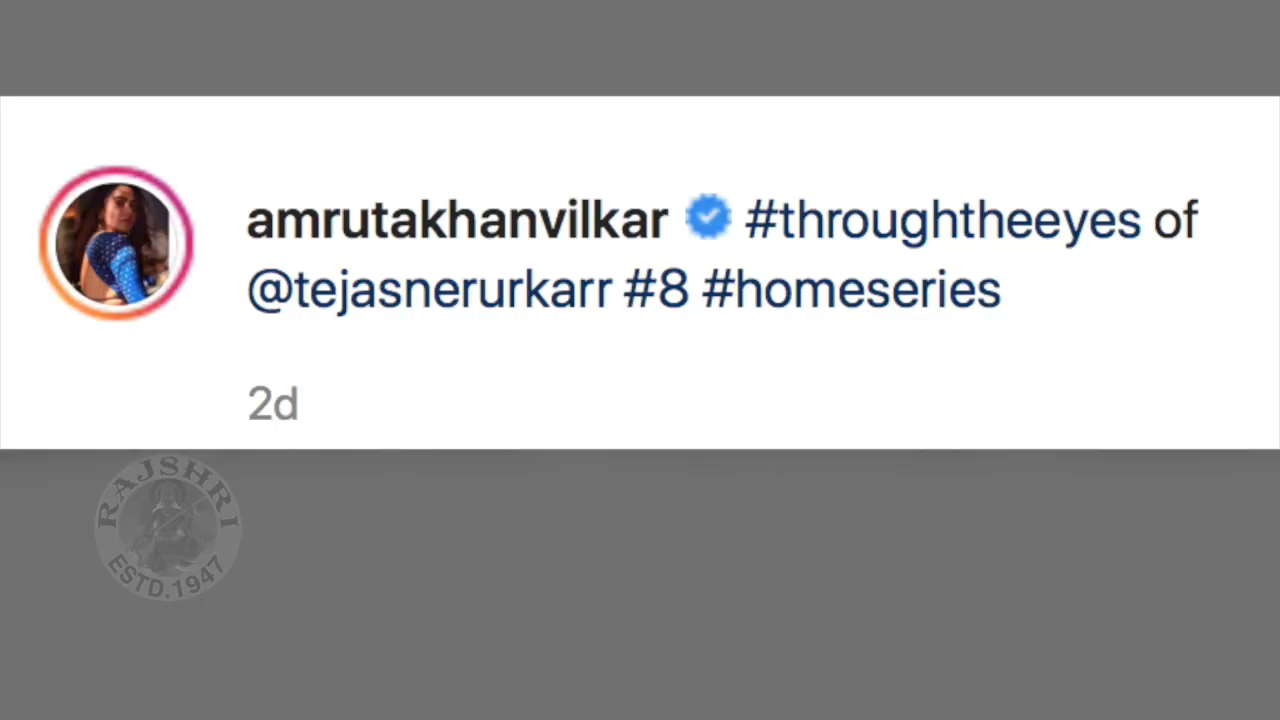 amrutakhanvilkar #throughtheeyes of
@tejasnerurkarr #8 #homeseries
2d
RAJSHRI
ESTD.1947